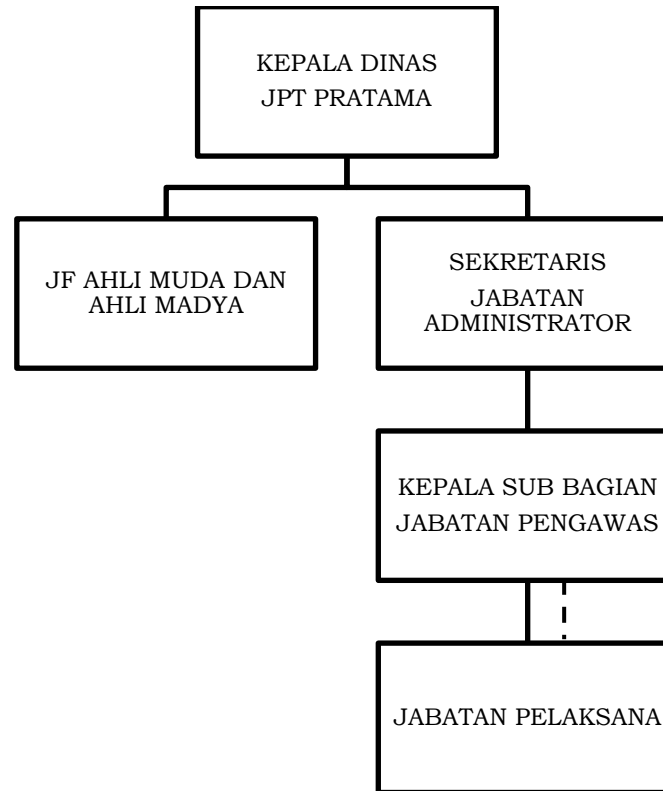 KEPALA DINAS
JPT PRATAMA
JF AHLI MUDA DAN
AHLI MADYA
SEKRETARIS
JABATAN
ADMINISTRATOR
KEPALA SUB BAGIAN
JABATAN PENGAWAS
JABATAN PELAKSANA